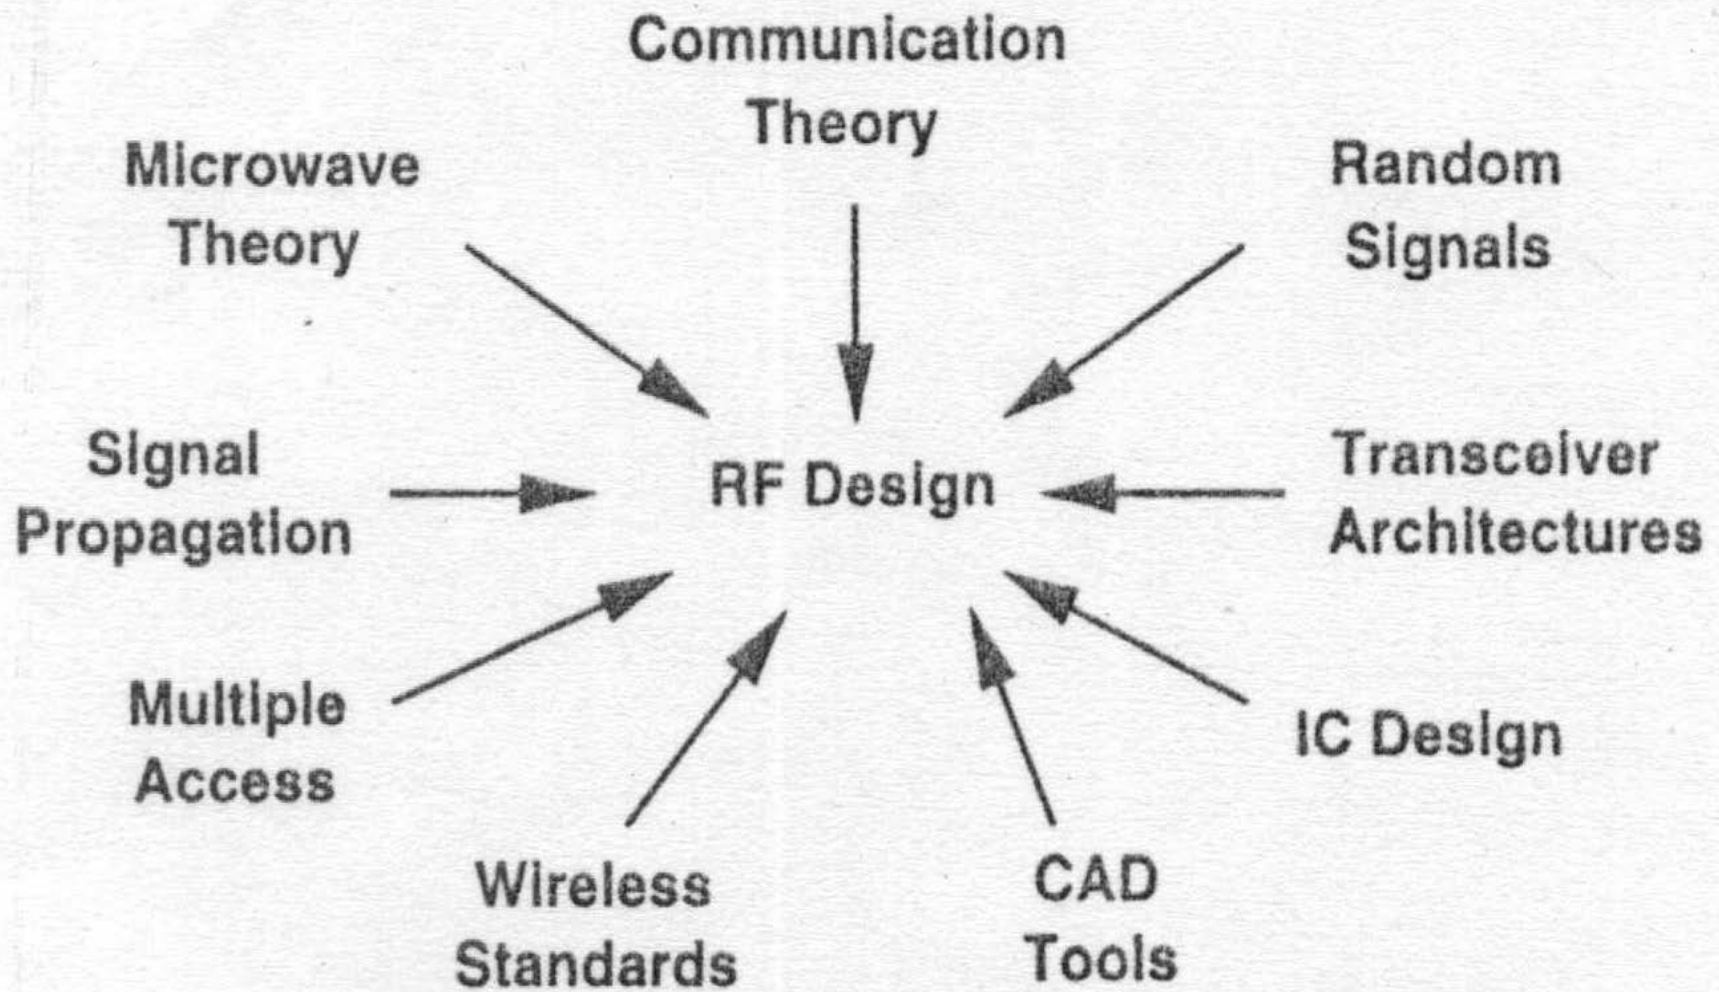 Communication
Theory
Microwave
Theory
Random
Signals
Signal
Propagation
RF Design
Transceiver
Architectures
Multiple
Access
IC Design
Wireless
Standards
CAD
Tools